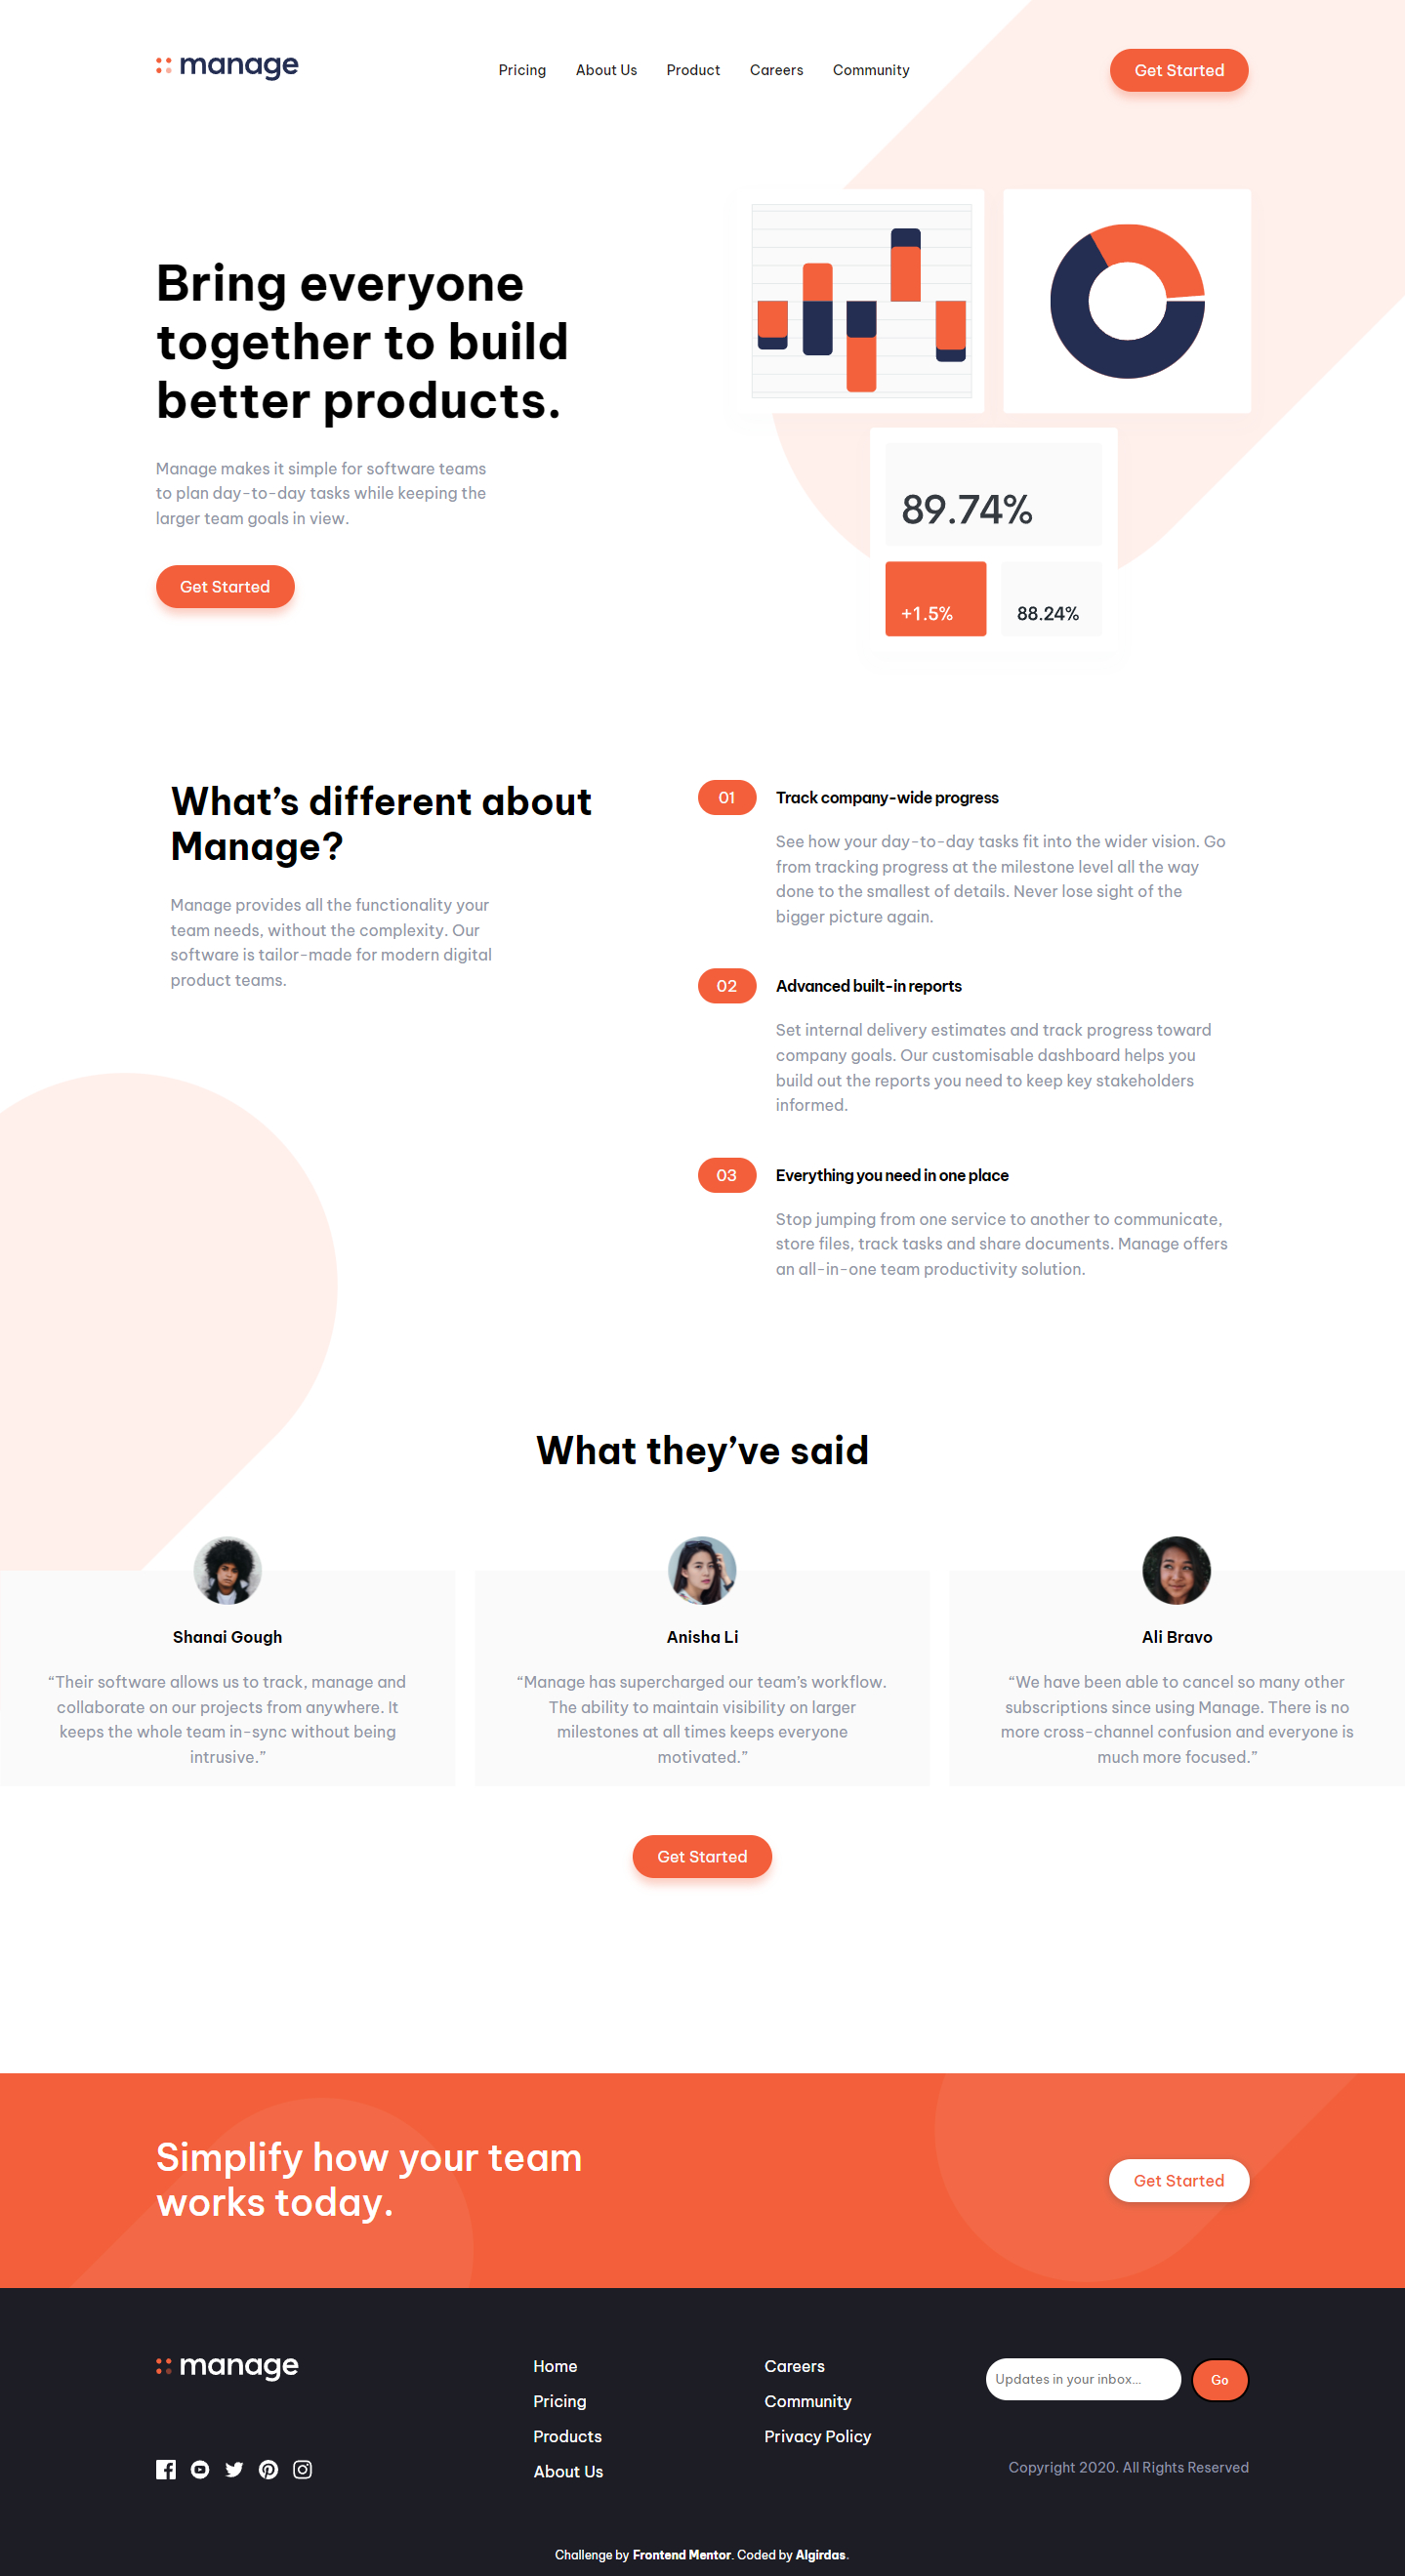 manage
Pricing About Us Product Careers Community
Get Started
Bring everyone
together to build
better products.
Manage makes it simple for software teams
to plan day-to-day tasks while keeping the
larger team goals in view.
Get Started
89.74%
+1.5% 88.24%
What’s different about
Manage?
Manage provides all the functionality your
team needs, without the complexity. Our
software is tailor-made for modern digital
product teams.
01 Track company-wide progress
See how your day-to-day tasks fit into the wider vision. Go
from tracking progress at the milestone level all the way
done to the smallest of details. Never lose sight of the
bigger picture again.
02 Advanced built-in reports
Set internal delivery estimates and track progress toward
company goals. Our customisable dashboard helps you
build out the reports you need to keep key stakeholders
informed.
03 Everything you need in one place
Stop jumping from one service to another to communicate,
store files, track tasks and share documents. Manage offers
an all-in-one team productivity solution.
What they’ve said
Shanai Gough
“Their software allows us to track, manage and
collaborate on our projects from anywhere. It
keeps the whole team in-sync without being
intrusive.”
Anisha Li
“Manage has supercharged our team’s workflow.
The ability to maintain visibility on larger
milestones at all times keeps everyone
motivated.”
Ali Bravo
“We have been able to cancel so many other
subscriptions since using Manage. There is no
more cross-channel confusion and everyone is
much more focused.”
Get Started
Simplify how your team
works today.
Get Started
manage
Home
Pricing
Products
About Us
Careers
Community
Privacy Policy
Updates in your inbox... Go
Copyright 2020. All Rights Reserved
Challenge by Frontend Mentor. Coded by Algirdas.